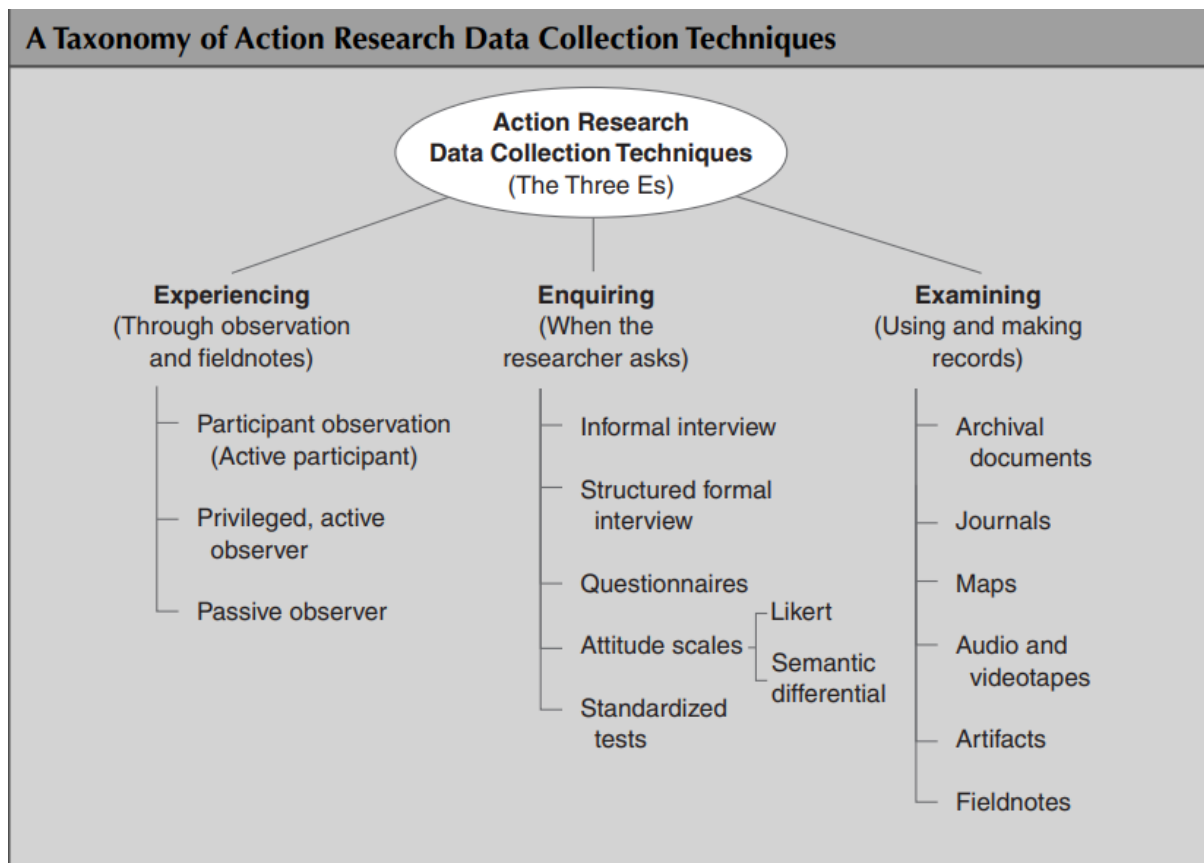 A Taxonomy of Action Research Data Collection Techniques
Action Research
Data Collection Techniques
(The Three Es)
Experiencing
(Through observation
and fieldnotes)
Participant observation
(Active participant)
Privileged, active
observer
Passive observer
Enquiring
(When the
researcher asks)
Informal interview
Structured formal
interview
Questionnaires
Attitude scales
Likert
Semantic
differential
Standardized
tests
Examining
(Using and making
records)
Archival
documents
Journals
Maps
Audio and
videotapes
Artifacts
Fieldnotes